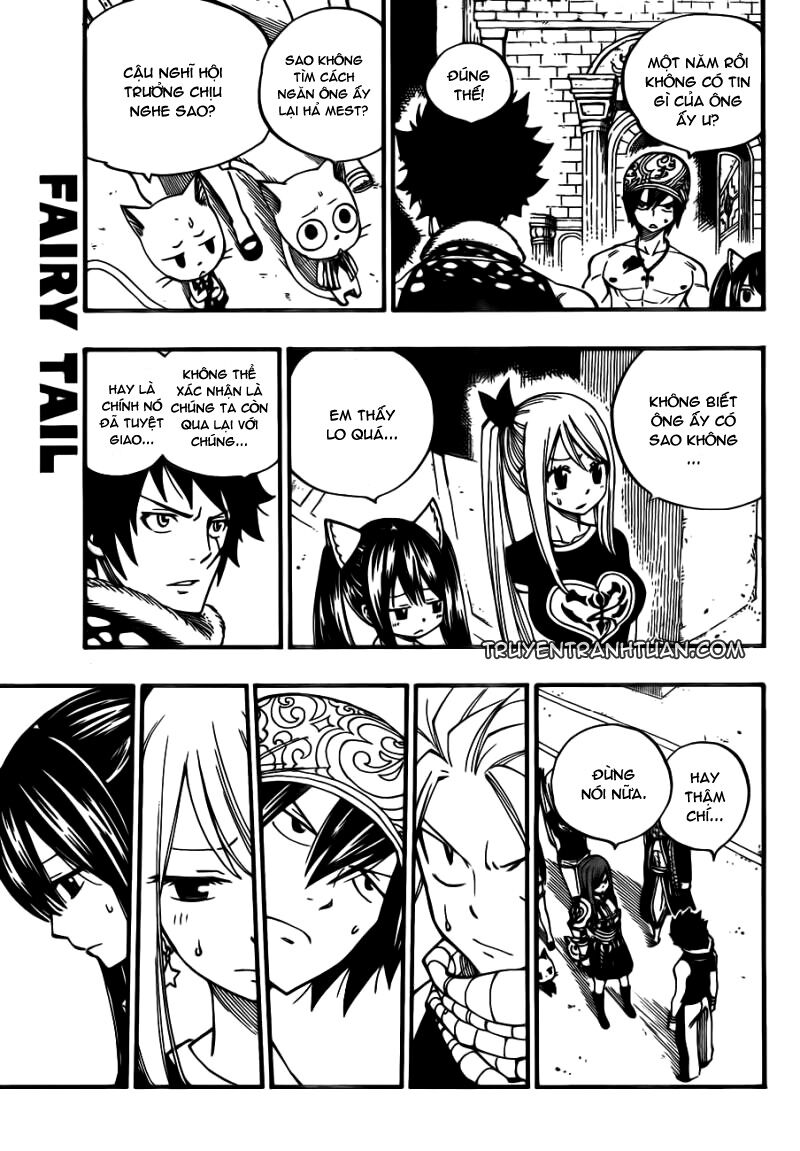 MỘT NĂM RỒI
KHÔNG CÓ TIN
GÌ CỦA ÔNG
ẤY Ư?
ĐÚNG
THẾ!
SAO KHÔNG
TÌM CÁCH
NGĂN ÔNG ẤY
LẠI HẢ MEST?
CẬU NGHĨ HỘI
TRƯỞNG CHỊU
NGHE SAO?
FAIRY TAIL
KHÔNG BIẾT
ÔNG ẤY CÓ
SAO KHÔNG
...
EM THẤY
LO QUÁ...
KHÔNG THỂ
XÁC NHẬN LÀ
CHÚNG TA CÒN
QUA LẠI VỚI
CHÚNG...
HAY LÀ
CHÍNH NÓ
ĐÃ TUYỆT
GIAO...
TRUYENTRANHTUAN.COM
HAY
THẬM
CHÍ...
ĐỪNG
NÓI NỮA.